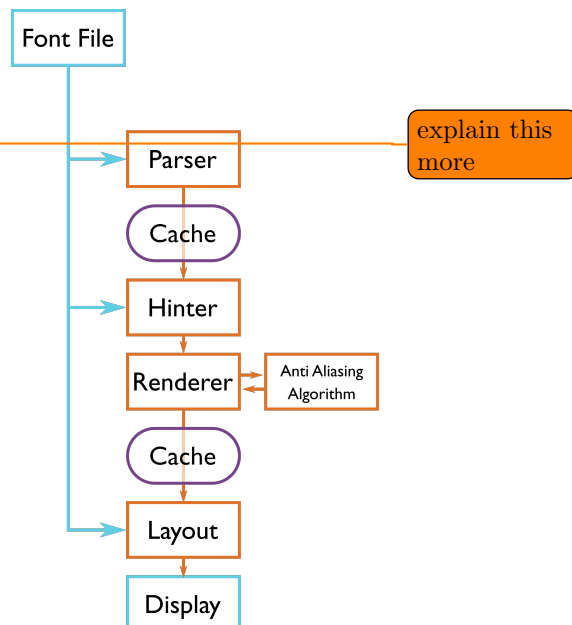 Font File
explain this
more
Parser
Cache
Hinter
Renderer
Anti Aliasing
Algorithm
Cache
Layout
Display